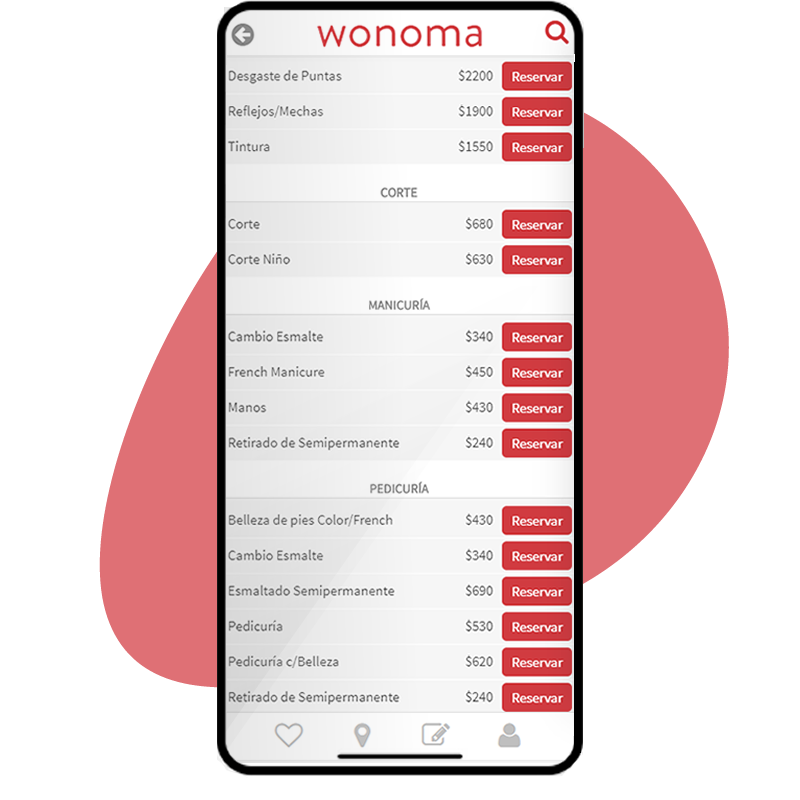 wonoma
Desgaste de Puntas $2200 Reservar
Reflejos/Mechas $1900 Reservar
Tintura $1550 Reservar
CORTE
Corte $680 Reservar
Corte Niño $630 Reservar
MANICURÍA
Cambio Esmalte $340 Reservar
French Manicure $450 Reservar
Manos $430 Reservar
Retirado de Semipermanente $240 Reservar
PEDICURÍA
Belleza de pies Color/French $430 Reservar
Cambio Esmalte $340 Reservar
Esmaltado Semipermanente $690 Reservar
Pedicuría $530 Reservar
Pedicuría c/Belleza $620 Reservar
Retirado de Semipermanente $240 Reservar